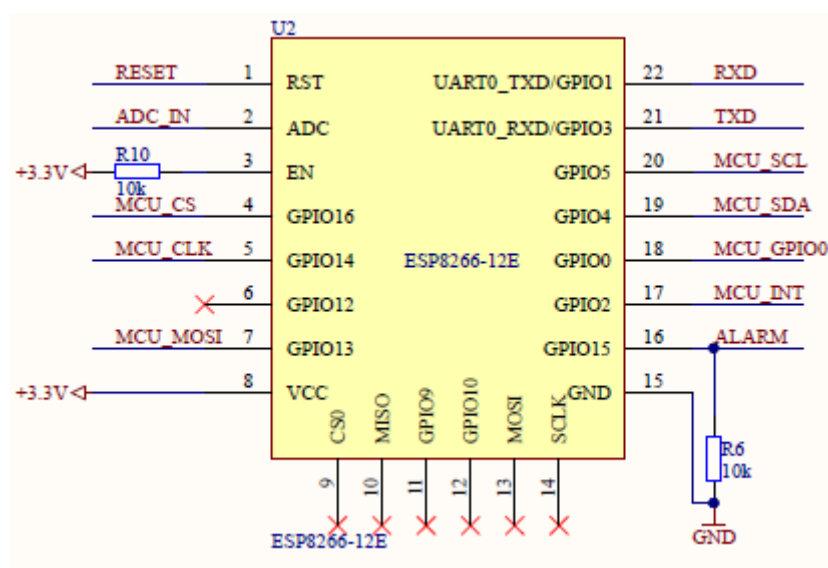 U2
RESET 1 RST UART0_TXD/GPIO1 22 RXD
ADC_IN 2 ADC UART0_RXD/GPIO3 21 TXD
R10
+3.3V 10k 3 EN GPIO5 20 MCU_SCL
MCU_CS 4 GPIO16 GPIO4 19 MCU_SDA
MCU_CLK 5 GPIO14 ESP8266-12E GPIO0 18 MCU_GPIO0
6 GPIO12 GPIO2 17 MCU_INT
MCU_MOSI 7 GPIO13 GPIO15 16 ALARM
+3.3V 8 VCC GND 15
CS0 MISO GPIO9 GPIO10 MOSI SCLK
R6
10k
9 10 11 12 13 14
ESP8266-12E
GND